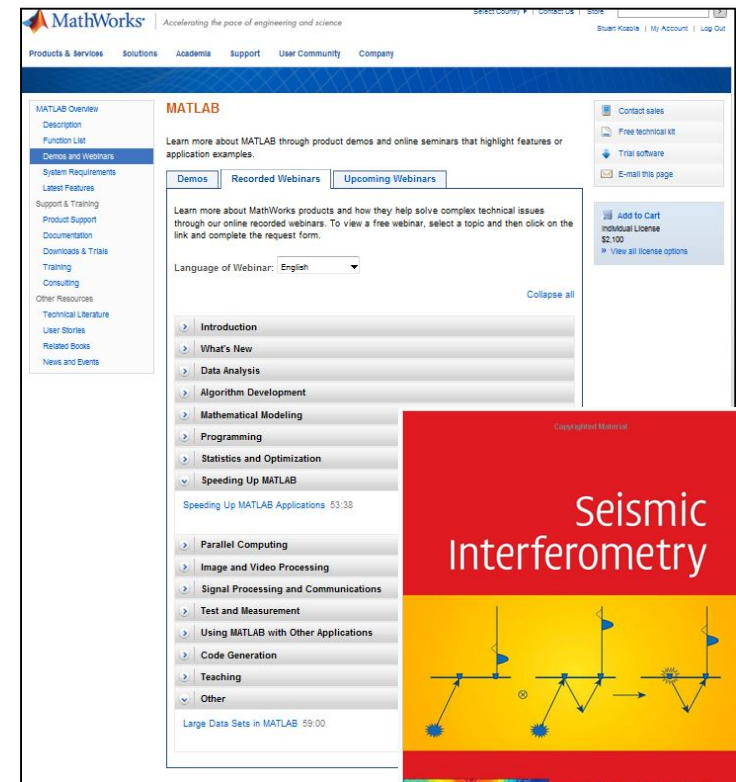 MathWorks
Accelerating the pace of engineering and science
Select Country | Contact Us | Store
Stuart Kozola | My Account | Log Out
Products & Services Solutions Academia Support User Community Company
MATLAB Overview
Description
Function List
Demos and Webinars
System Requirements
Latest Features
Support & Training
Product Support
Documentation
Downloads & Trials
Training
Consulting
Other Resources
Technical Literature
User Stories
Related Books
News and Events
MATLAB
Learn more about MATLAB through product demos and online seminars that highlight features or
application examples.
Demos Recorded Webinars Upcoming Webinars
Learn more about MathWorks products and how they help solve complex technical issues
through our online recorded webinars. To view a free webinar, select a topic and then click on the
link and complete the request form.
Language of Webinar: English
Collapse all
Introduction
What's New
Data Analysis
Algorithm Development
Mathematical Modeling
Programming
Statistics and Optimization
Speeding Up MATLAB
Speeding Up MATLAB Applications 53:38
Parallel Computing
Image and Video Processing
Signal Processing and Communications
Test and Measurement
Using MATLAB with Other Applications
Code Generation
Teaching
Other
Large Data Sets in MATLAB 59:00
Contact sales
Free technical kit
Trial software
E-mail this page
Add to Cart
Individual License
$2,100
» View all license options
Copyrighted Material
Seismic
Interferometry